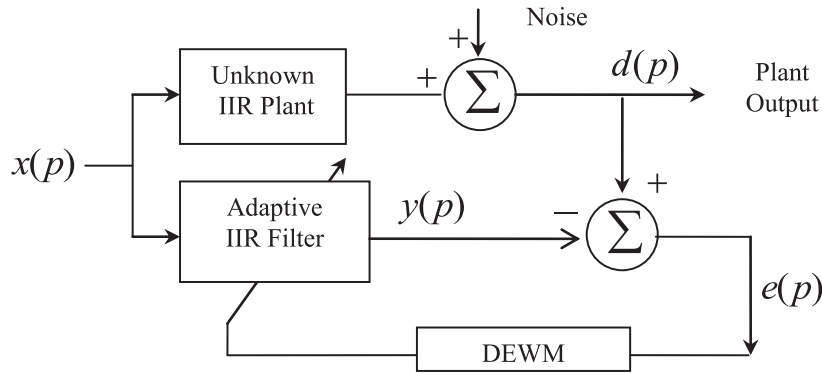 Noise
+
Unknown
IIR Plant
+
Σ
d(p)
Plant
Output
x(p)
Adaptive
IIR Filter
y(p)
−
+
Σ
e(p)
DEWM